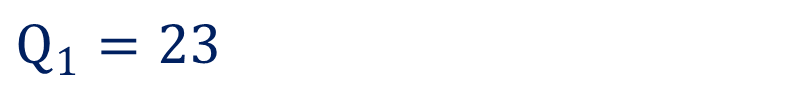 Q₁ = 23